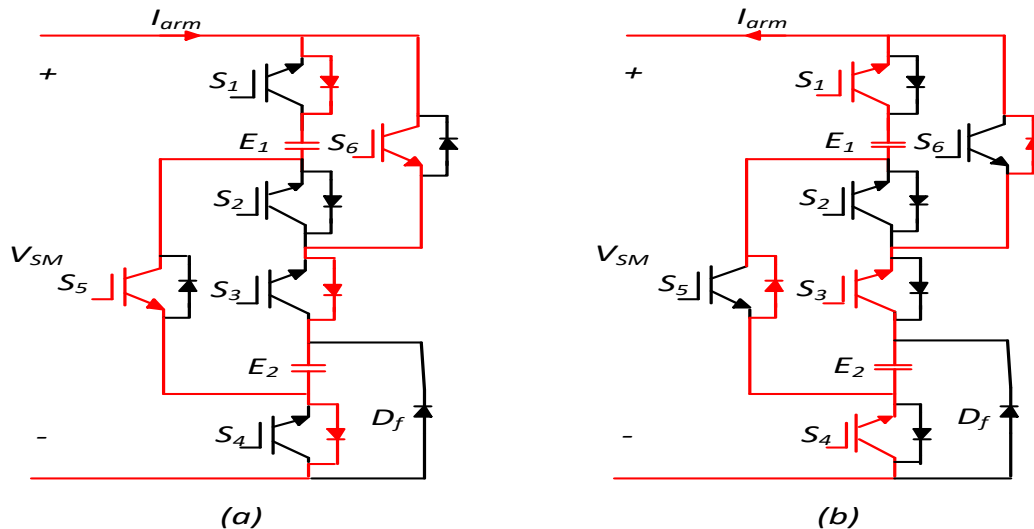 I_arm
+
S_1
E_1
S_6
S_2
V_SM
S_5
S_3
E_2
S_4
D_f
-
(a)
I_arm
+
S_1
E_1
S_6
S_2
V_SM
S_5
S_3
E_2
S_4
D_f
-
(b)